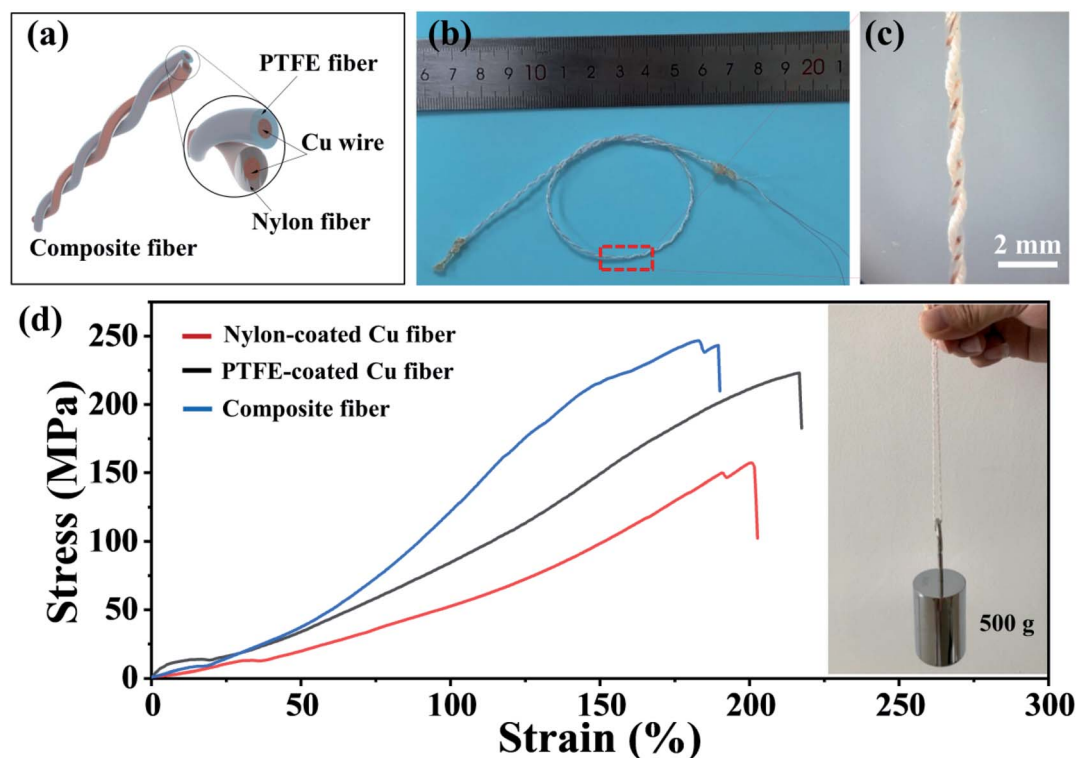 (a)
PTFE fiber
Cu wire
Nylon fiber
Composite fiber
(b)
6 7 8 9 10 1 2 3 4 5 6 7 8 9 20 1
(c)
2 mm
(d)
Nylon-coated Cu fiber
PTFE-coated Cu fiber
Composite fiber
500 g
Stress (MPa)
250
200
150
100
50
0
0 50 100 150 200 250 300
Strain (%)